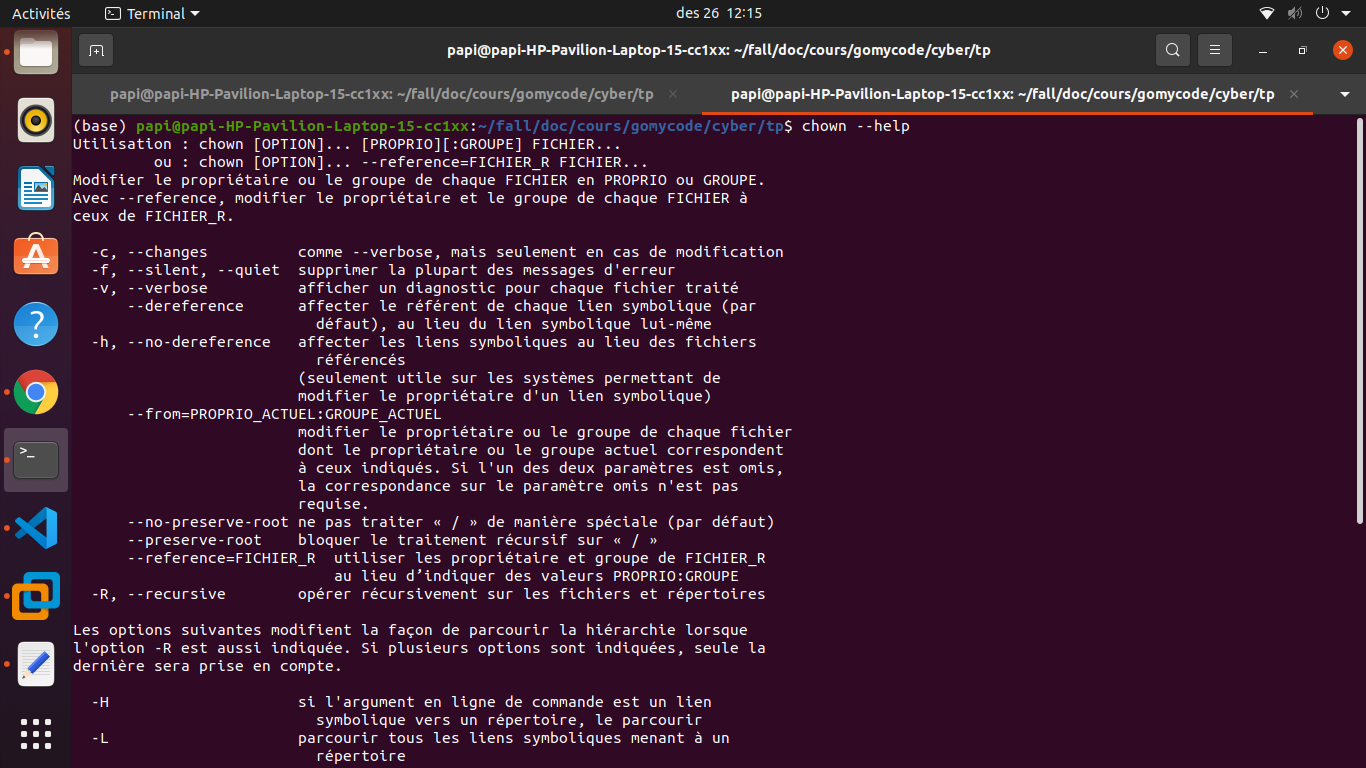 Activités Terminal des 26 12:15
papi@papi-HP-Pavilion-Laptop-15-cc1xx: ~/fall/doc/cours/gomycode/cyber/tp
papi@papi-HP-Pavilion-Laptop-15-cc1xx: ~/fall/doc/cours/gomycode/cyber/tp × papi@papi-HP-Pavilion-Laptop-15-cc1xx: ~/fall/doc/cours/gomycode/cyber/tp ×
(base) papi@papi-HP-Pavilion-Laptop-15-cc1xx:~/fall/doc/cours/gomycode/cyber/tp$ chown --help
Utilisation : chown [OPTION]... [PROPRIO][:GROUPE] FICHIER...
         ou : chown [OPTION]... --reference=FICHIER_R FICHIER...
Modifier le propriétaire ou le groupe de chaque FICHIER en PROPRIO ou GROUPE.
Avec --reference, modifier le propriétaire et le groupe de chaque FICHIER à
ceux de FICHIER_R.

  -c, --changes          comme --verbose, mais seulement en cas de modification
  -f, --silent, --quiet  supprimer la plupart des messages d'erreur
  -v, --verbose          afficher un diagnostic pour chaque fichier traité
      --dereference      affecter le référent de chaque lien symbolique (par
                           défaut), au lieu du lien symbolique lui-même
  -h, --no-dereference   affecter les liens symboliques au lieu des fichiers
                           référencés
                         (seulement utile sur les systèmes permettant de
                         modifier le propriétaire d'un lien symbolique)
      --from=PROPRIO_ACTUEL:GROUPE_ACTUEL
                         modifier le propriétaire ou le groupe de chaque fichier
                         dont le propriétaire ou le groupe actuel correspondent
                         à ceux indiqués. Si l'un des deux paramètres est omis,
                         la correspondance sur le paramètre omis n'est pas
                         requise.
      --no-preserve-root ne pas traiter « / » de manière spéciale (par défaut)
      --preserve-root    bloquer le traitement récursif sur « / »
      --reference=FICHIER_R  utiliser les propriétaire et groupe de FICHIER_R
                             au lieu d’indiquer des valeurs PROPRIO:GROUPE
  -R, --recursive        opérer récursivement sur les fichiers et répertoires

Les options suivantes modifient la façon de parcourir la hiérarchie lorsque
l'option -R est aussi indiquée. Si plusieurs options sont indiquées, seule la
dernière sera prise en compte.

  -H                     si l'argument en ligne de commande est un lien
                           symbolique vers un répertoire, le parcourir
  -L                     parcourir tous les liens symboliques menant à un
                           répertoire